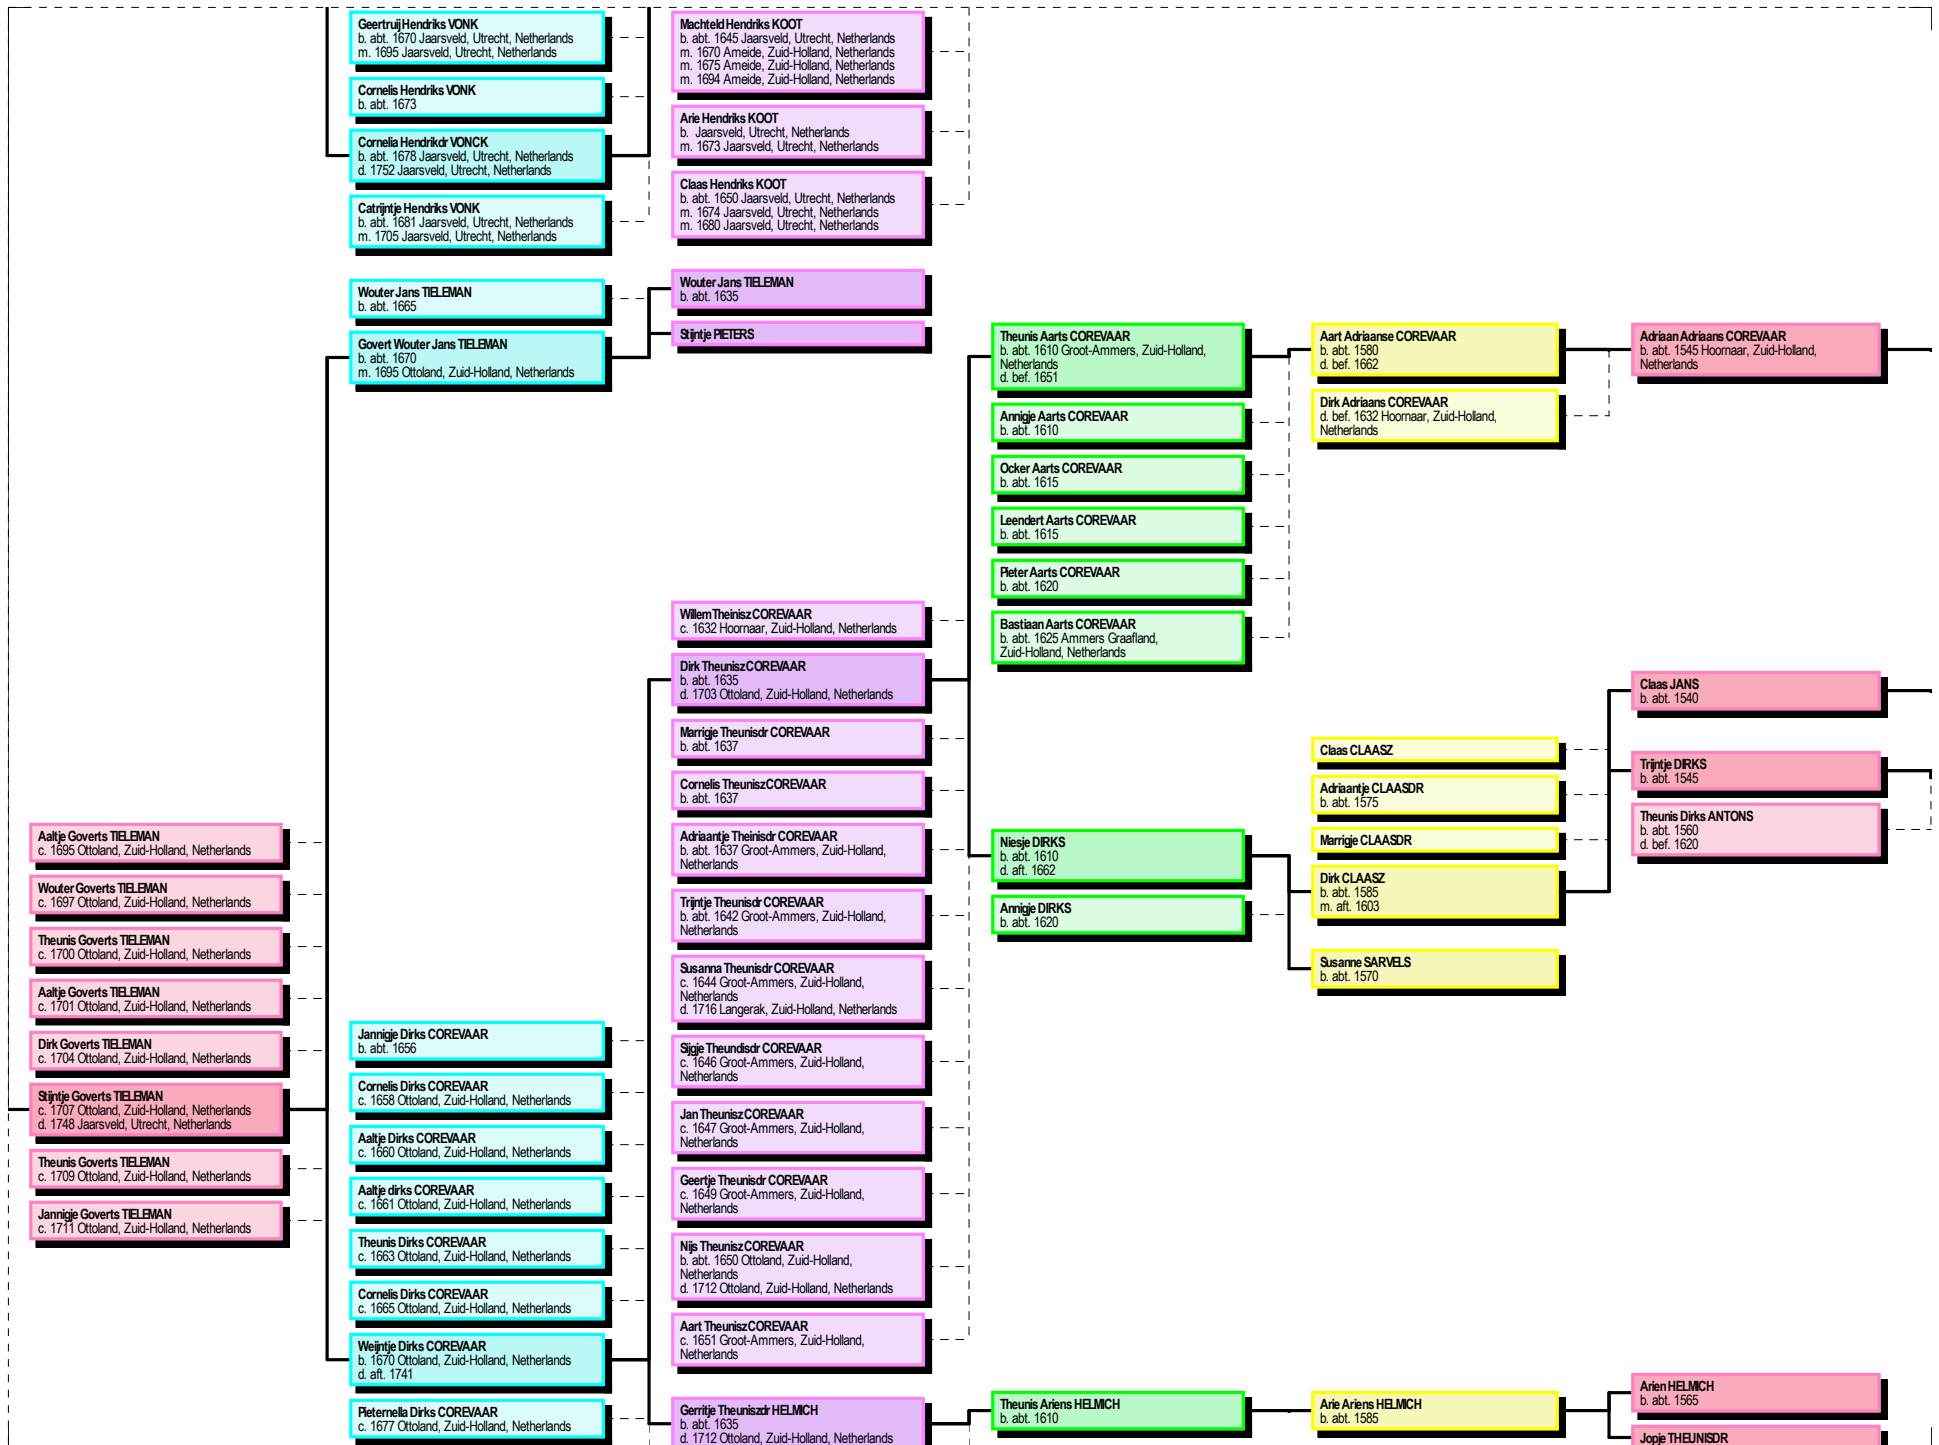 Geertruij Hendriks VONK
b. abt. 1670 Jaarsveld, Utrecht, Netherlands
m. 1695 Jaarsveld, Utrecht, Netherlands
Cornelis Hendriks VONK
b. abt. 1673
Cornelia Hendrikdr VONCK
b. abt. 1678 Jaarsveld, Utrecht, Netherlands
d. 1752 Jaarsveld, Utrecht, Netherlands
Catrijntje Hendriks VONK
b. abt. 1681 Jaarsveld, Utrecht, Netherlands
m. 1705 Jaarsveld, Utrecht, Netherlands
Machteld Hendriks KOOT
b. abt. 1645 Jaarsveld, Utrecht, Netherlands
m. 1670 Ameide, Zuid-Holland, Netherlands
m. 1675 Ameide, Zuid-Holland, Netherlands
m. 1694 Ameide, Zuid-Holland, Netherlands
Arie Hendriks KOOT
b.  Jaarsveld, Utrecht, Netherlands
m. 1673 Jaarsveld, Utrecht, Netherlands
Claas Hendriks KOOT
b. abt. 1650 Jaarsveld, Utrecht, Netherlands
m. 1674 Jaarsveld, Utrecht, Netherlands
m. 1680 Jaarsveld, Utrecht, Netherlands
Wouter Jans TIELEMAN
b. abt. 1665
Govert Wouter Jans TIELEMAN
b. abt. 1670
m. 1695 Ottoland, Zuid-Holland, Netherlands
Wouter Jans TIELEMAN
b. abt. 1635
Stijntje PIETERS
Theunis Aarts COREVAAR
b. abt. 1610 Groot-Ammers, Zuid-Holland,
Netherlands
d. bef. 1651
Annigje Aarts COREVAAR
b. abt. 1610
Ocker Aarts COREVAAR
b. abt. 1615
Leendert Aarts COREVAAR
b. abt. 1615
Pieter Aarts COREVAAR
b. abt. 1620
Bastiaan Aarts COREVAAR
b. abt. 1625 Ammers Graafland,
Zuid-Holland, Netherlands
Aart Adriaanse COREVAAR
b. abt. 1580
d. bef. 1662
Dirk Adriaans COREVAAR
d. bef. 1632 Hoornaar, Zuid-Holland,
Netherlands
Adriaan Adriaans COREVAAR
b. abt. 1545 Hoornaar, Zuid-Holland,
Netherlands
Willem Theinisz COREVAAR
c. 1632 Hoornaar, Zuid-Holland, Netherlands
Dirk Theunisz COREVAAR
b. abt. 1635
d. 1703 Ottoland, Zuid-Holland, Netherlands
Marrigje Theunisdr COREVAAR
b. abt. 1637
Cornelis Theunisz COREVAAR
b. abt. 1637
Adriaantje Theinisdr COREVAAR
b. abt. 1637 Groot-Ammers, Zuid-Holland,
Netherlands
Trijntje Theunisdr COREVAAR
b. abt. 1642 Groot-Ammers, Zuid-Holland,
Netherlands
Susanna Theunisdr COREVAAR
c. 1644 Groot-Ammers, Zuid-Holland,
Netherlands
d. 1716 Langerak, Zuid-Holland, Netherlands
Sijgje Theundisdr COREVAAR
c. 1646 Groot-Ammers, Zuid-Holland,
Netherlands
Jan Theunisz COREVAAR
c. 1647 Groot-Ammers, Zuid-Holland,
Netherlands
Geertje Theunisdr COREVAAR
c. 1649 Groot-Ammers, Zuid-Holland,
Netherlands
Nijs Theunisz COREVAAR
b. abt. 1650 Ottoland, Zuid-Holland,
Netherlands
d. 1712 Ottoland, Zuid-Holland, Netherlands
Aart Theunisz COREVAAR
c. 1651 Groot-Ammers, Zuid-Holland,
Netherlands
Gerritje Theuniszdr HELMICH
b. abt. 1635
d. 1712 Ottoland, Zuid-Holland, Netherlands
Niesje DIRKS
b. abt. 1610
d. aft. 1662
Annigje DIRKS
b. abt. 1620
Claas CLAASZ
Adriaantje CLAASDR
b. abt. 1575
Marrigje CLAASDR
Dirk CLAASZ
b. abt. 1585
m. aft. 1603
Susanne SARVELS
b. abt. 1570
Claas JANS
b. abt. 1540
Trijntje DIRKS
b. abt. 1545
Theunis Dirks ANTONS
b. abt. 1560
d. bef. 1620
Aaltje Goverts TIELEMAN
c. 1695 Ottoland, Zuid-Holland, Netherlands
Wouter Goverts TIELEMAN
c. 1697 Ottoland, Zuid-Holland, Netherlands
Theunis Goverts TIELEMAN
c. 1700 Ottoland, Zuid-Holland, Netherlands
Aaltje Goverts TIELEMAN
c. 1701 Ottoland, Zuid-Holland, Netherlands
Dirk Goverts TIELEMAN
c. 1704 Ottoland, Zuid-Holland, Netherlands
Stijntje Goverts TIELEMAN
c. 1707 Ottoland, Zuid-Holland, Netherlands
d. 1748 Jaarsveld, Utrecht, Netherlands
Theunis Goverts TIELEMAN
c. 1709 Ottoland, Zuid-Holland, Netherlands
Jannigje Goverts TIELEMAN
c. 1711 Ottoland, Zuid-Holland, Netherlands
Jannigje Dirks COREVAAR
b. abt. 1656
Cornelis Dirks COREVAAR
c. 1658 Ottoland, Zuid-Holland, Netherlands
Aaltje Dirks COREVAAR
c. 1660 Ottoland, Zuid-Holland, Netherlands
Aaltje dirks COREVAAR
c. 1661 Ottoland, Zuid-Holland, Netherlands
Theunis Dirks COREVAAR
c. 1663 Ottoland, Zuid-Holland, Netherlands
Cornelis Dirks COREVAAR
c. 1665 Ottoland, Zuid-Holland, Netherlands
Weijntje Dirks COREVAAR
b. 1670 Ottoland, Zuid-Holland, Netherlands
d. aft. 1741
Pieternella Dirks COREVAAR
c. 1677 Ottoland, Zuid-Holland, Netherlands
Theunis Ariens HELMICH
b. abt. 1610
Arie Ariens HELMICH
b. abt. 1585
Arien HELMICH
b. abt. 1565
Jopje THEUNISDR